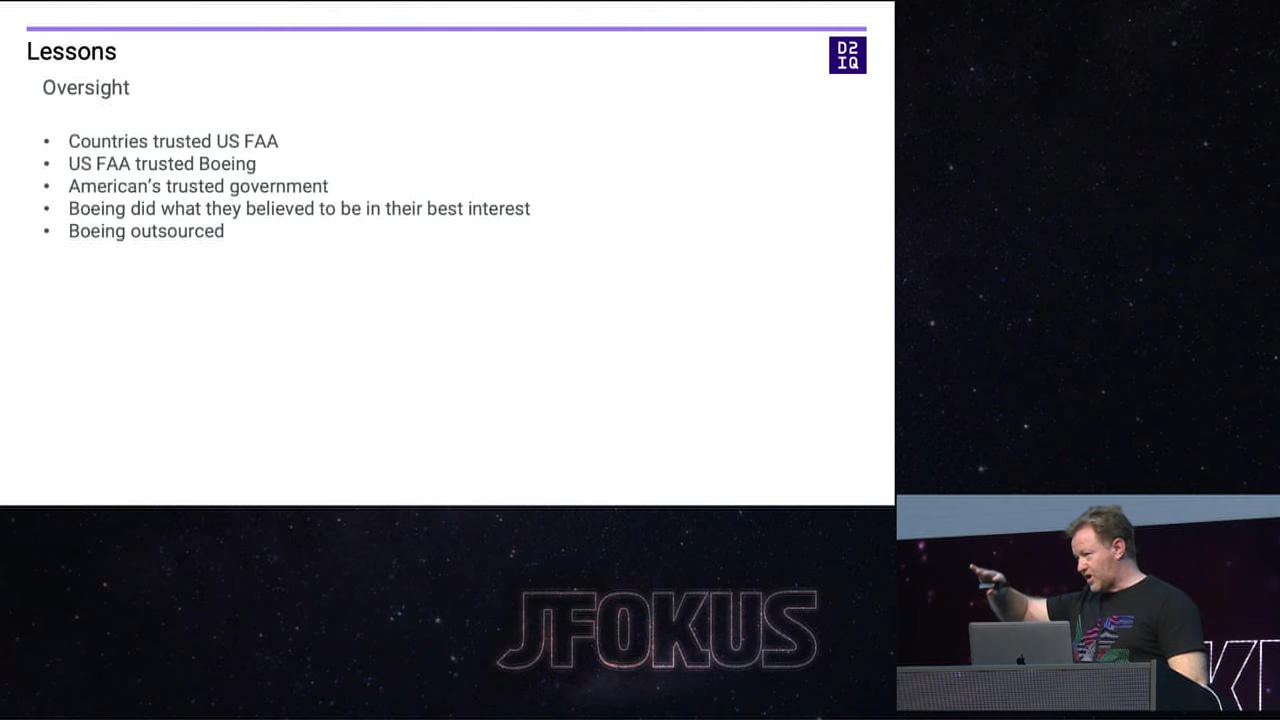 Lessons
D2
IQ
Oversight
• Countries trusted US FAA
• US FAA trusted Boeing
• American's trusted government
• Boeing did what they believed to be in their best interest
• Boeing outsourced
JFOKUS